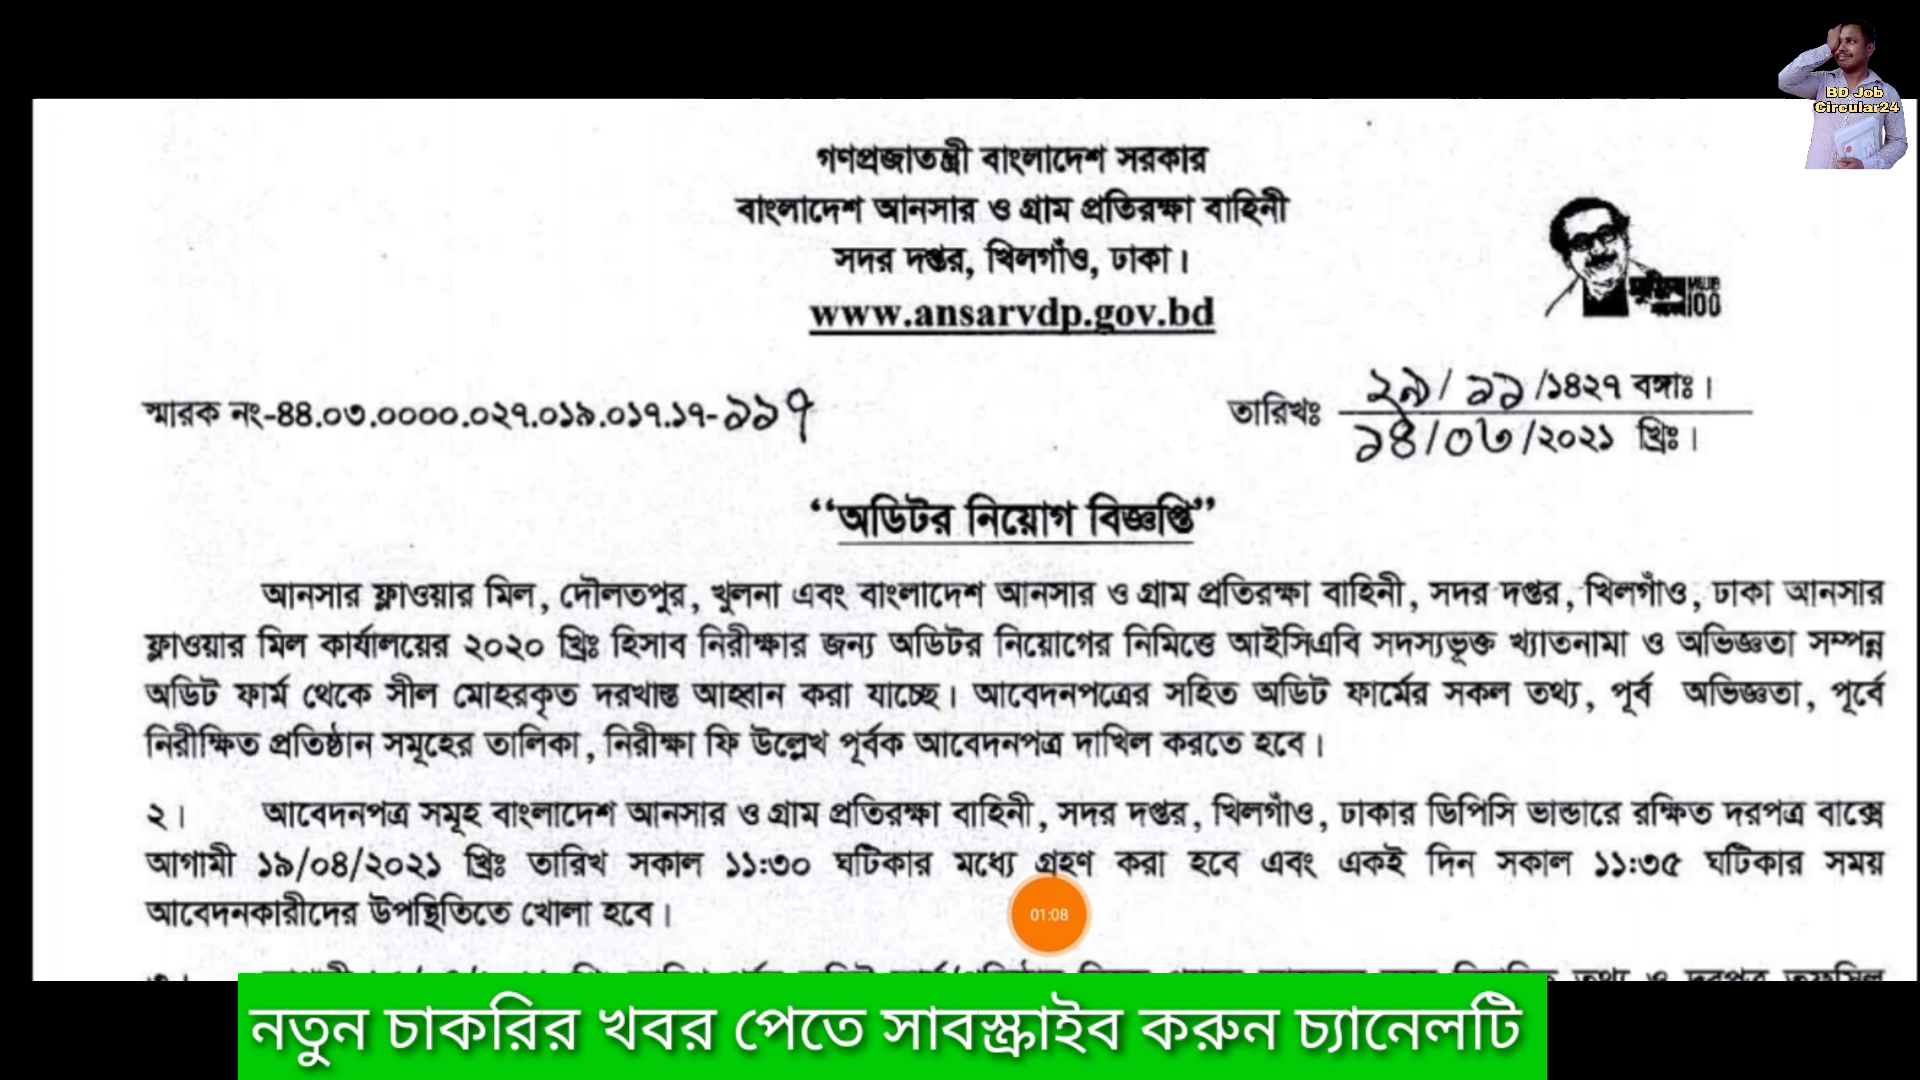 BD Job
Circular24
গণপ্রজাতন্ত্রী বাংলাদেশ সরকার
বাংলাদেশ আনসার ও গ্রাম প্রতিরক্ষা বাহিনী
সদর দপ্তর, খিলগাঁও, ঢাকা।
www.ansarvdp.gov.bd
MUJIB
100
স্মারক নং-৪৪.০৩.০০০০.০২৭.০১৯.০১৭.১৭-১১৭
তারিখঃ ২৯/ ১১ /১৪২৭ বঙ্গাঃ।
১৪/০৩/২০২১ খ্রিঃ।
“অডিটর নিয়োগ বিজ্ঞপ্তি”
আনসার ফ্লাওয়ার মিল, দৌলতপুর, খুলনা এবং বাংলাদেশ আনসার ও গ্রাম প্রতিরক্ষা বাহিনী, সদর দপ্তর, খিলগাঁও, ঢাকা আনসার
ফ্লাওয়ার মিল কার্যালয়ের ২০২০ খ্রিঃ হিসাব নিরীক্ষার জন্য অডিটর নিয়োগের নিমিত্তে আইসিএবি সদস্যভূক্ত খ্যাতনামা ও অভিজ্ঞতা সম্পন্ন
অডিট ফার্ম থেকে সীল মোহরকৃত দরখাস্ত আহ্বান করা যাচ্ছে। আবেদনপত্রের সহিত অডিট ফার্মের সকল তথ্য, পূর্ব অভিজ্ঞতা, পূর্বে
নিরীক্ষিত প্রতিষ্ঠান সমূহের তালিকা, নিরীক্ষা ফি উল্লেখ পূর্বক আবেদনপত্র দাখিল করতে হবে।
২। আবেদনপত্র সমূহ বাংলাদেশ আনসার ও গ্রাম প্রতিরক্ষা বাহিনী, সদর দপ্তর, খিলগাঁও, ঢাকার ডিপিসি ভান্ডারে রক্ষিত দরপত্র বাক্সে
আগামী ১৯/০৪/২০২১ খ্রিঃ তারিখ সকাল ১১:৩০ ঘটিকার মধ্যে গ্রহণ করা হবে এবং একই দিন সকাল ১১:৩৫ ঘটিকার সময়
আবেদনকারীদের উপস্থিতিতে খোলা হবে।
01:08
নতুন চাকরির খবর পেতে সাবস্ক্রাইব করুন চ্যানেলটি